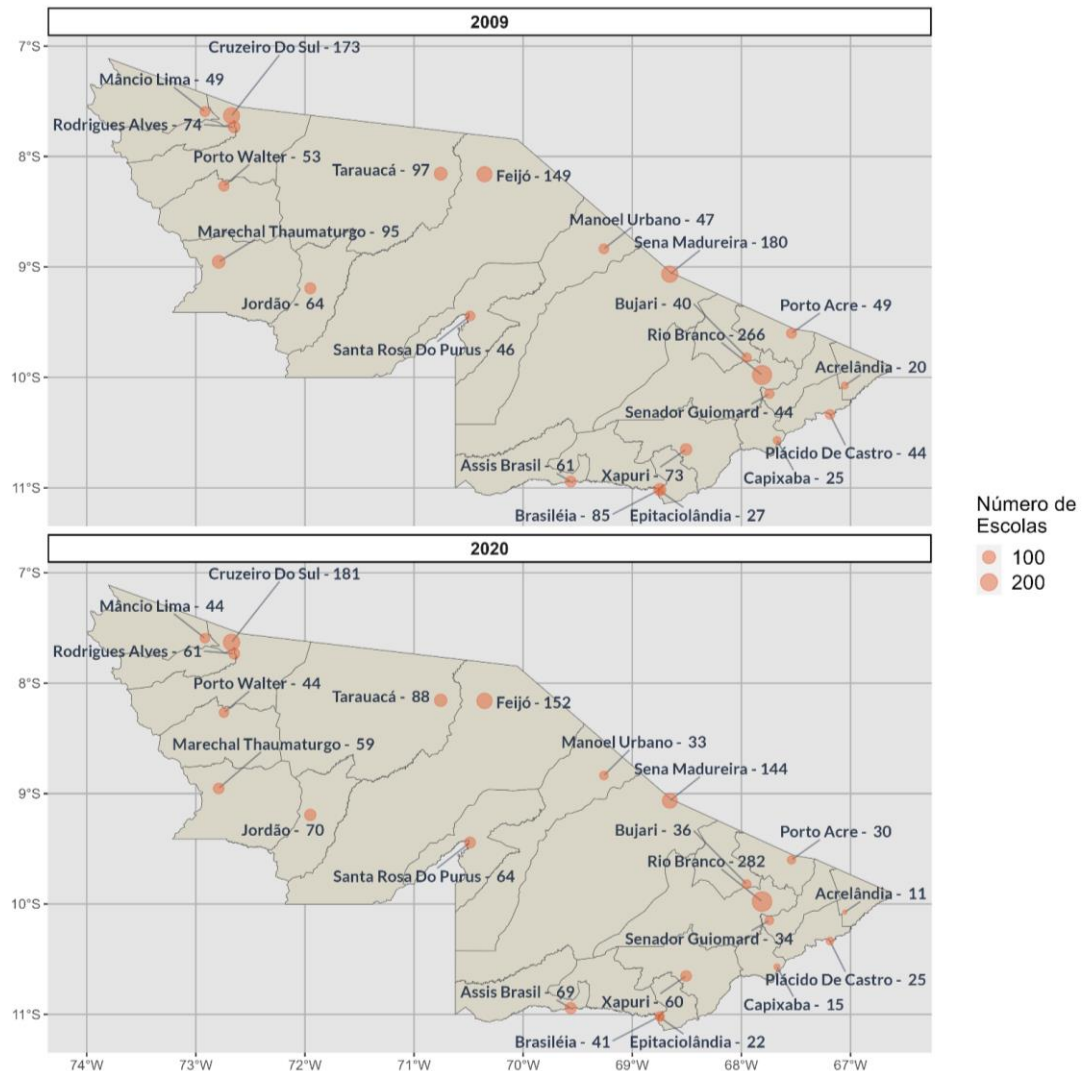 2009
7°S
Cruzeiro Do Sul - 173
Mâncio Lima - 49
Rodrigues Alves - 74
8°S
Porto Walter - 53
Tarauacá - 97
Feijó - 149
Manoel Urbano - 47
Marechal Thaumaturgo - 95
Sena Madureira - 180
9°S
Jordão - 64
Bujari - 40
Porto Acre - 49
Rio Branco - 266
Santa Rosa Do Purus - 46
Acrelândia - 20
10°S
Senador Guiomard - 44
Plácido De Castro - 44
Assis Brasil - 61
Xapuri - 73
Capixaba - 25
11°S
Brasiléia - 85
Epitaciolândia - 27
Número de
Escolas
100
200
2020
7°S
Cruzeiro Do Sul - 181
Mâncio Lima - 44
Rodrigues Alves - 61
8°S
Porto Walter - 44
Tarauacá - 88
Feijó - 152
Manoel Urbano - 33
Marechal Thaumaturgo - 59
Sena Madureira - 144
9°S
Jordão - 70
Bujari - 36
Porto Acre - 30
Rio Branco - 282
Santa Rosa Do Purus - 64
Acrelândia - 11
10°S
Senador Guiomard - 34
Plácido De Castro - 25
Assis Brasil - 69
Xapuri - 60
Capixaba - 15
11°S
Brasiléia - 41
Epitaciolândia - 22
74°W
73°W
72°W
71°W
70°W
69°W
68°W
67°W